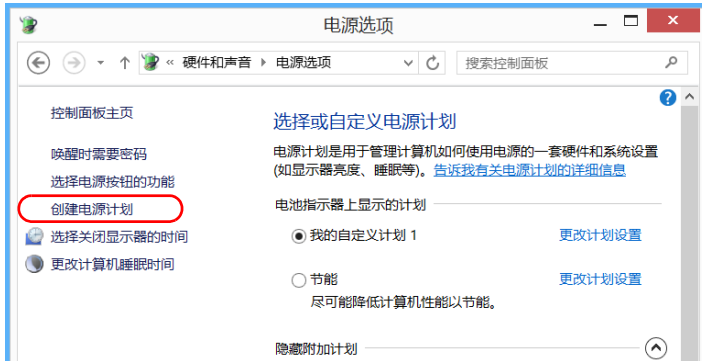 电源选项
« 硬件和声音 ▸ 电源选项 搜索控制面板
控制面板主页
唤醒时需要密码
选择电源按钮的功能
创建电源计划
选择关闭显示器的时间
更改计算机睡眠时间
选择或自定义电源计划
电源计划是用于管理计算机如何使用电源的一套硬件和系统设置
(如显示器亮度、睡眠等)。告诉我有关电源计划的详细信息
电池指示器上显示的计划
我的自定义计划 1 更改计划设置
节能 更改计划设置
尽可能降低计算机性能以节能。
隐藏附加计划